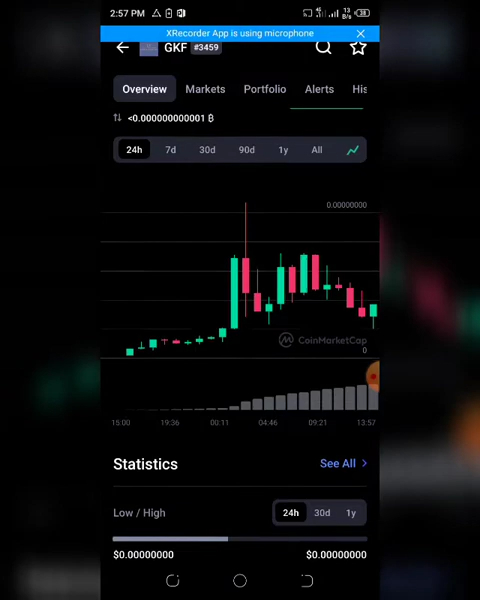 2:57 PM
13 B/s
38
XRecorder App is using microphone
GKF #3459
Overview Markets Portfolio Alerts His
<0.000000000001 ₿
24h 7d 30d 90d 1y All
0.00000000
CoinMarketCap
0
15:00 19:36 00:11 04:46 09:21 13:57
Statistics See All
Low / High 24h 30d 1y
$0.00000000 $0.00000000